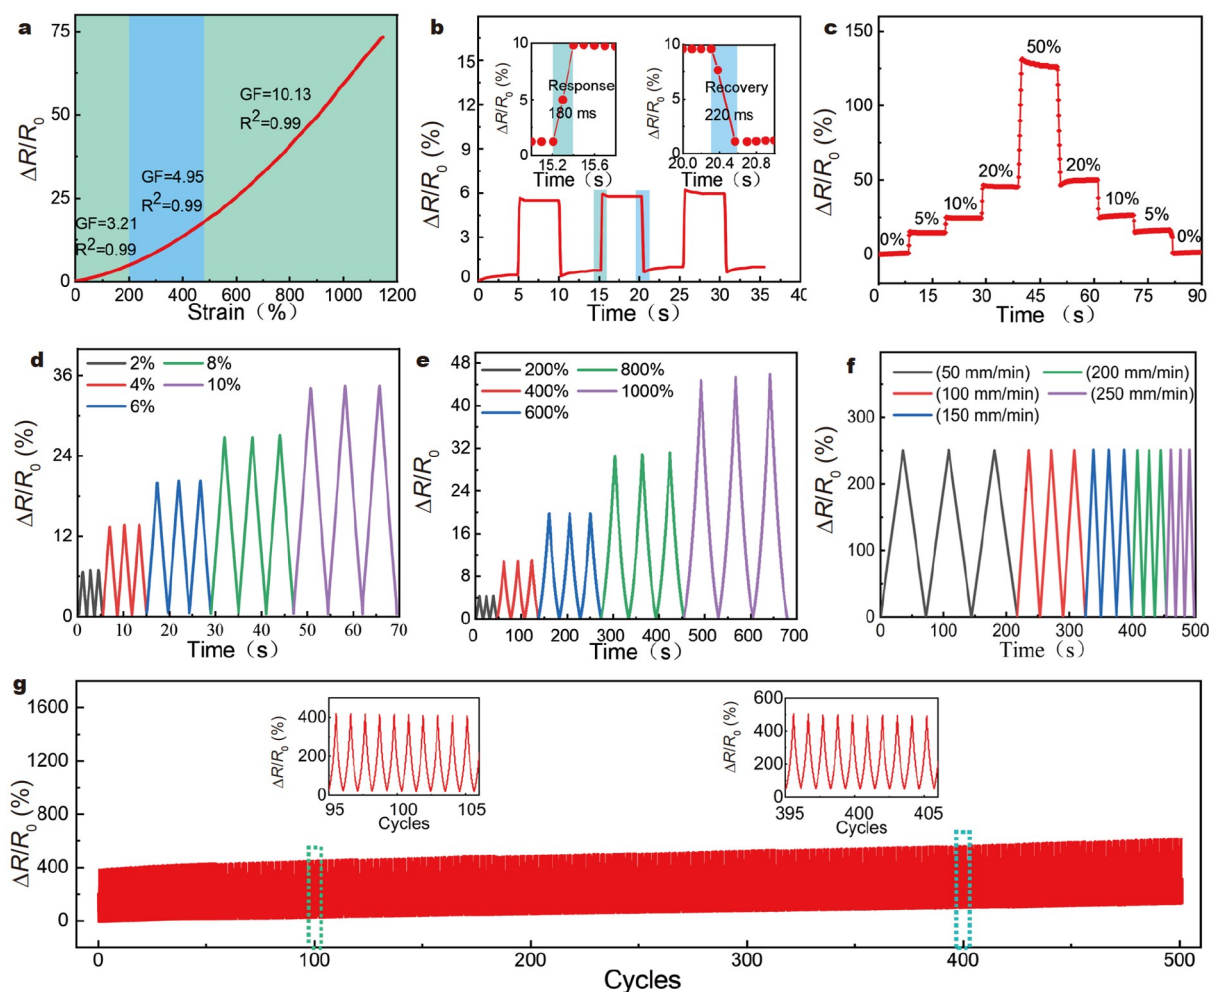 a
ΔR/R0
75
50
25
0
GF=10.13
R2=0.99
GF=4.95
R2=0.99
GF=3.21
R2=0.99
0 200 400 600 800 1000 1200
Strain (%)
b
ΔR/R0 (%)
15
12
9
6
3
0
ΔR/R0 (%)
10
5
0
Response
180 ms
15.2 15.6
Time (s)
ΔR/R0 (%)
10
5
0
Recovery
220 ms
20.0 20.4 20.8
Time (s)
0 5 10 15 20 25 30 35 40
Time (s)
c
ΔR/R0 (%)
150
100
50
0
0% 5% 10% 20% 50% 20% 10% 5% 0%
0 15 30 45 60 75 90
Time (s)
d
2% 8%
4% 10%
6%
ΔR/R0 (%)
36
24
12
0
0 10 20 30 40 50 60 70
Time (s)
e
200% 800%
400% 1000%
600%
ΔR/R0
48
40
32
24
16
8
0
0 100 200 300 400 500 600 700
Time (s)
f
(50 mm/min) (200 mm/min)
(100 mm/min) (250 mm/min)
(150 mm/min)
ΔR/R0 (%)
300
200
100
0
0 100 200 300 400 500
Time (s)
g
ΔR/R0 (%)
1600
1200
800
400
0
ΔR/R0 (%)
400
200
0
95 100 105
Cycles
ΔR/R0 (%)
600
400
200
0
395 400 405
Cycles
0 100 200 300 400 500
Cycles